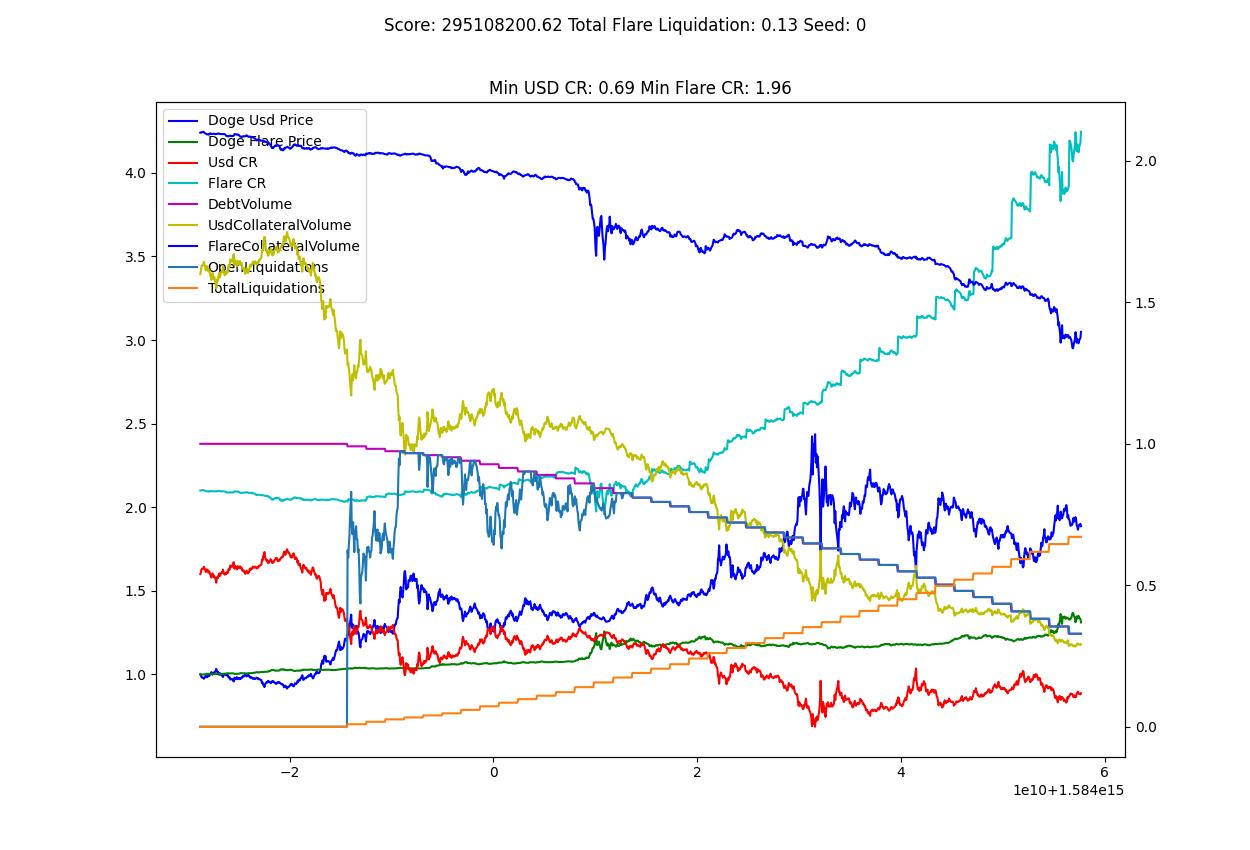 Score: 295108200.62 Total Flare Liquidation: 0.13 Seed: 0
Min USD CR: 0.69 Min Flare CR: 1.96
Doge Usd Price
Doge Flare Price
Usd CR
Flare CR
DebtVolume
UsdCollateralVolume
FlareCollateralVolume
OpenLiquidations
TotalLiquidations
4.0
3.5
3.0
2.5
2.0
1.5
1.0
2.0
1.5
1.0
0.5
0.0
−2
0
2
4
6
1e10+1.584e15